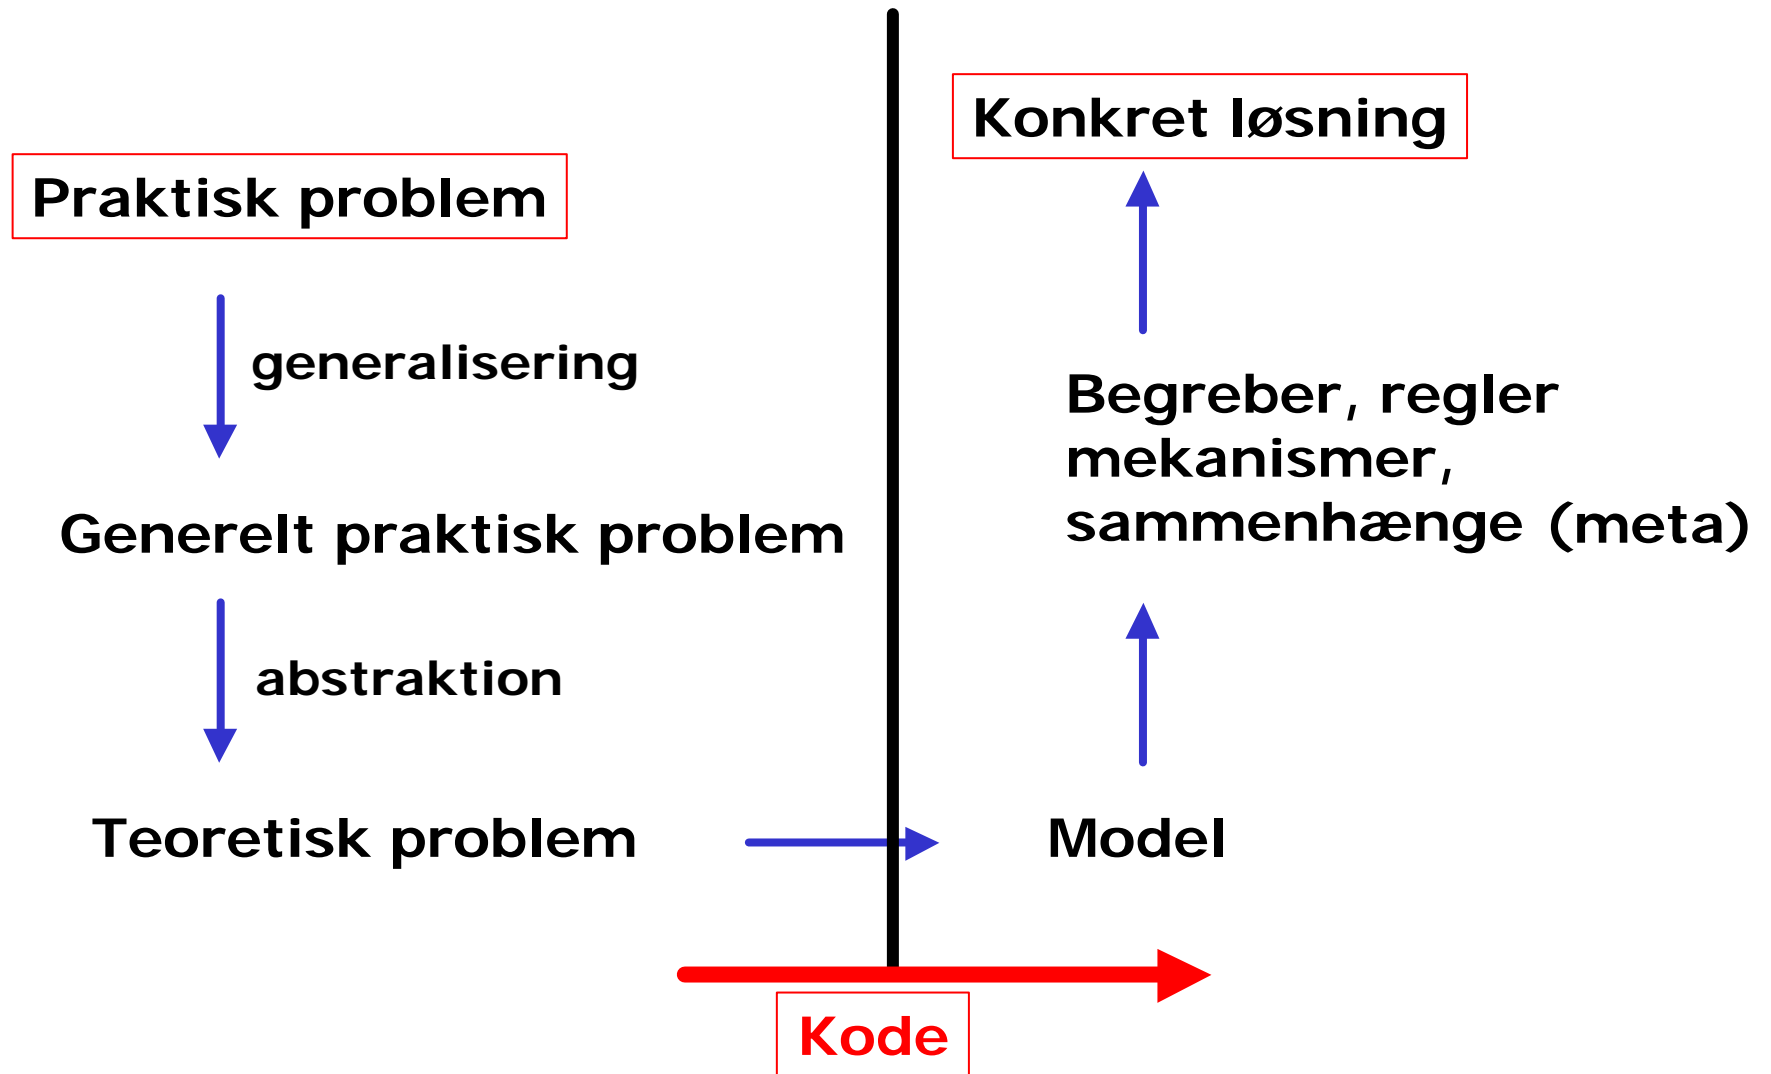 Praktisk problem
generalisering
Generelt praktisk problem
abstraktion
Teoretisk problem
Konkret løsning
Begreber, regler
mekanismer,
sammenhænge (meta)
Model
Kode